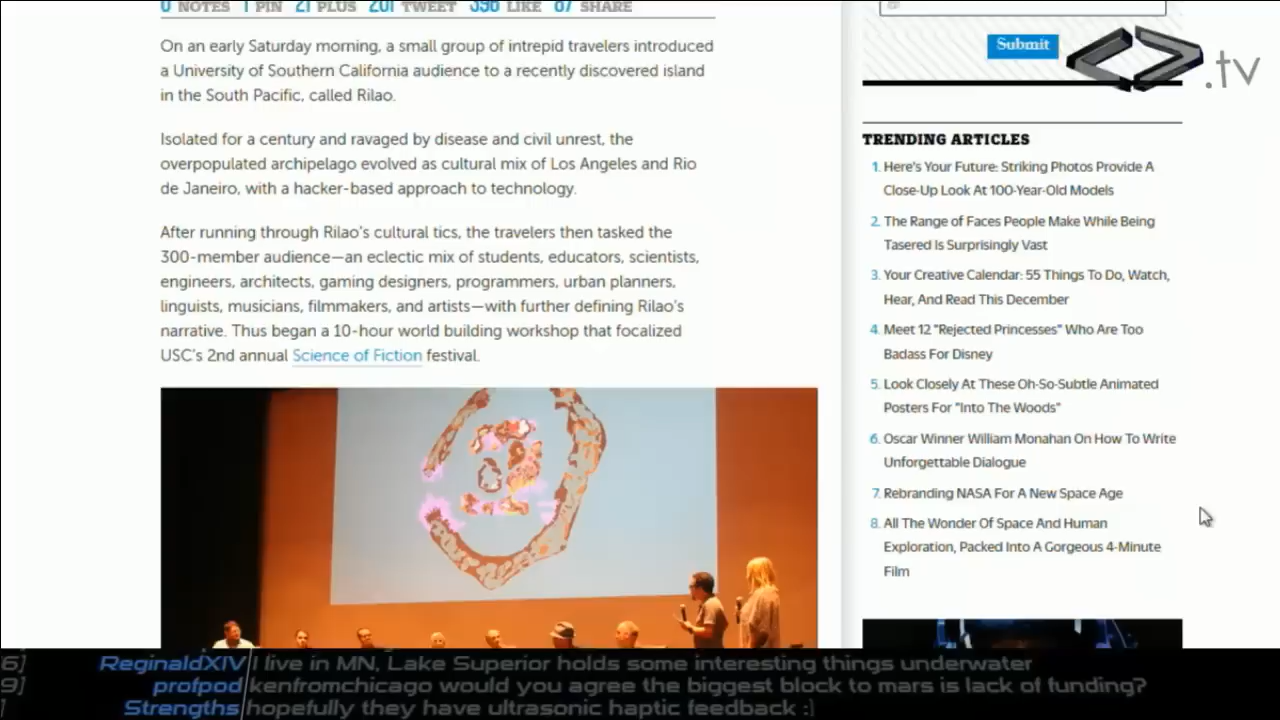 0 NOTES 1 PIN 21 PLUS 201 TWEET 396 LIKE 87 SHARE
On an early Saturday morning, a small group of intrepid travelers introduced
a University of Southern California audience to a recently discovered island
in the South Pacific, called Rilao.
Isolated for a century and ravaged by disease and civil unrest, the
overpopulated archipelago evolved as cultural mix of Los Angeles and Rio
de Janeiro, with a hacker-based approach to technology.
After running through Rilao's cultural tics, the travelers then tasked the
300-member audience—an eclectic mix of students, educators, scientists,
engineers, architects, gaming designers, programmers, urban planners,
linguists, musicians, filmmakers, and artists—with further defining Rilao's
narrative. Thus began a 10-hour world building workshop that focalized
USC's 2nd annual Science of Fiction festival.
@
Submit
.tv
TRENDING ARTICLES
1. Here's Your Future: Striking Photos Provide A
Close-Up Look At 100-Year-Old Models
2. The Range of Faces People Make While Being
Tasered Is Surprisingly Vast
3. Your Creative Calendar: 55 Things To Do, Watch,
Hear, And Read This December
4. Meet 12 "Rejected Princesses" Who Are Too
Badass For Disney
5. Look Closely At These Oh-So-Subtle Animated
Posters For "Into The Woods"
6. Oscar Winner William Monahan On How To Write
Unforgettable Dialogue
7. Rebranding NASA For A New Space Age
8. All The Wonder Of Space And Human
Exploration, Packed Into A Gorgeous 4-Minute
Film
6] ReginaldXIV I live in MN, Lake Superior holds some interesting things underwater
9] profpod kenfromchicago would you agree the biggest block to mars is lack of funding?
] Strengths hopefully they have ultrasonic haptic feedback :)